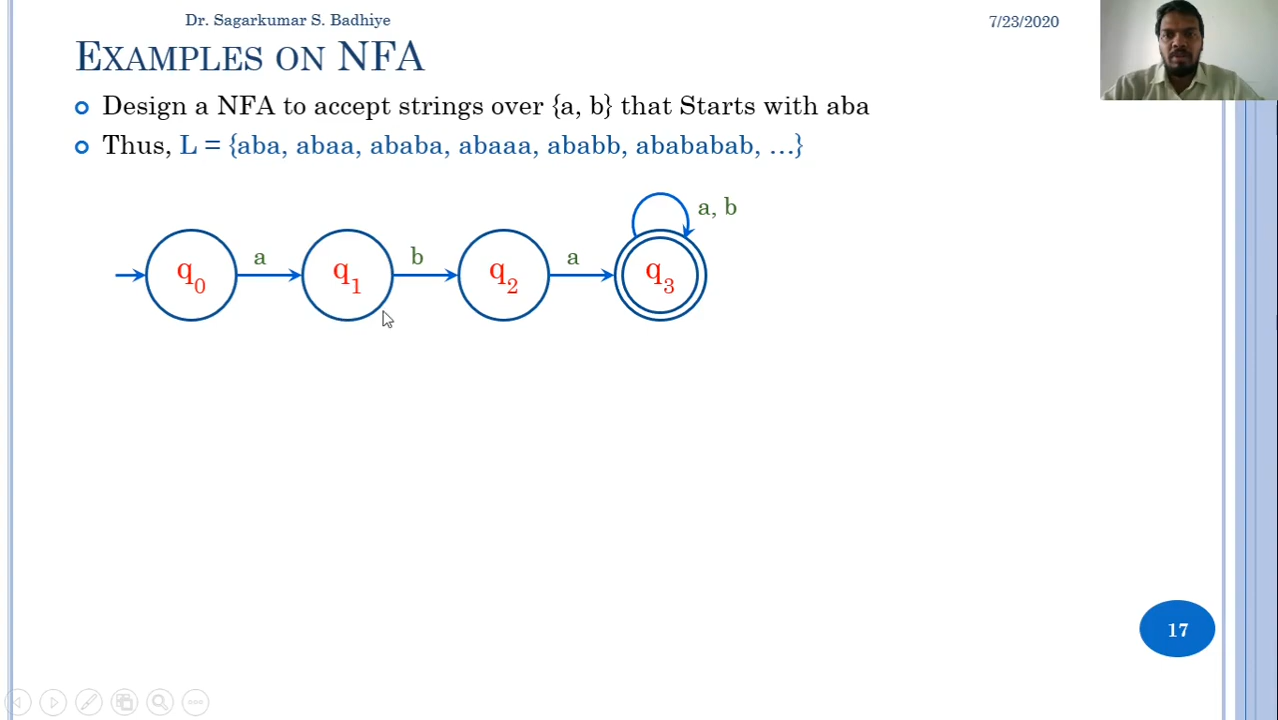 Dr. Sagarkumar S. Badhiye
7/23/2020
EXAMPLES ON NFA
Design a NFA to accept strings over {a, b} that Starts with aba
Thus, L = {aba, abaa, ababa, abaaa, ababb, abababab, …}
a, b
a b a
q0 q1 q2 q3
17